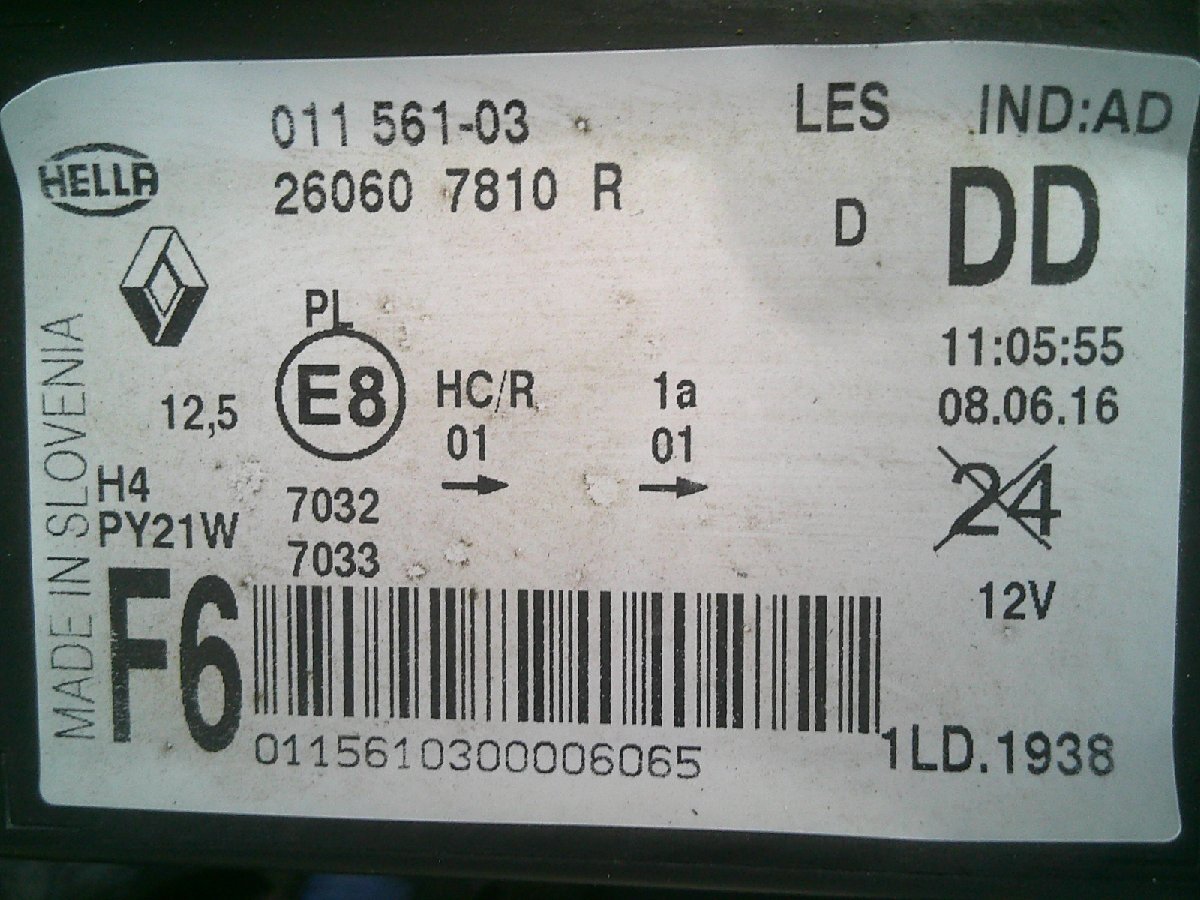 011 561-03
LES
IND:AD
HELLA
26060 7810 R
D
DD
PL
E8
12,5
HC/R
1a
01
01
11:05:55
08.06.16
H4
PY21W
7032
7033
24
12V
MADE IN SLOVENIA
F6
0115610300006065
1LD.1938